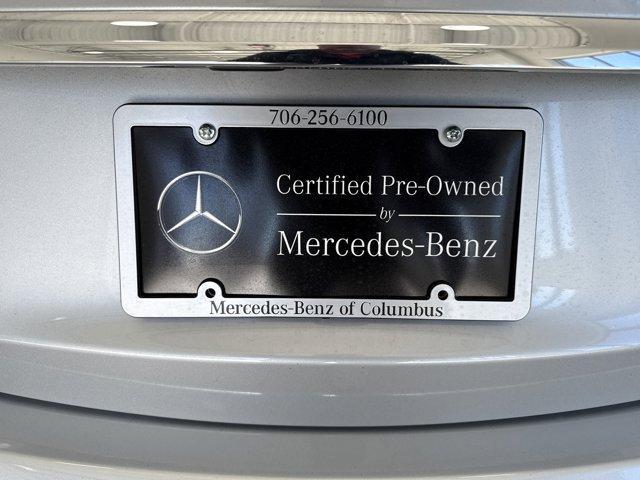 706-256-6100
Certified Pre-Owned
by
Mercedes-Benz
Mercedes-Benz of Columbus